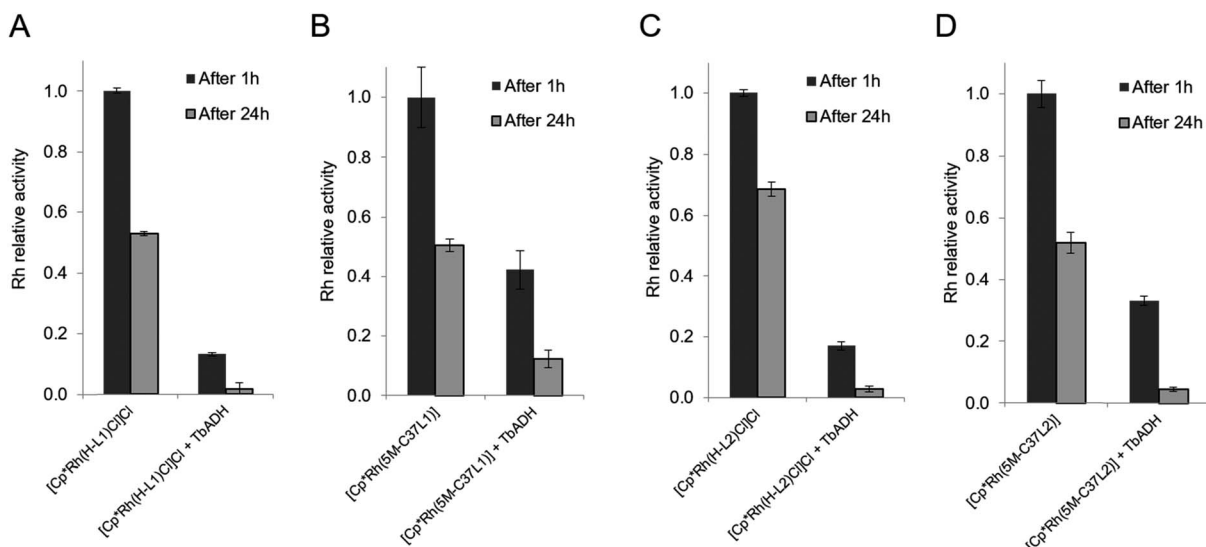 A
Rh relative activity
1.0
0.8
0.6
0.4
0.2
0.0
After 1h
After 24h
[Cp*Rh(H-L1)Cl]Cl
[Cp*Rh(H-L1)Cl]Cl + TbADH
B
Rh relative activity
1.0
0.8
0.6
0.4
0.2
0.0
After 1h
After 24h
[Cp*Rh(5M-C37L1)]
[Cp*Rh(5M-C37L1)] + TbADH
C
Rh relative activity
1.0
0.8
0.6
0.4
0.2
0.0
After 1h
After 24h
[Cp*Rh(H-L2)Cl]Cl
[Cp*Rh(H-L2)Cl]Cl + TbADH
D
Rh relative activity
1.0
0.8
0.6
0.4
0.2
0.0
After 1h
After 24h
[Cp*Rh(5M-C37L2)]
[Cp*Rh(5M-C37L2)] + TbADH